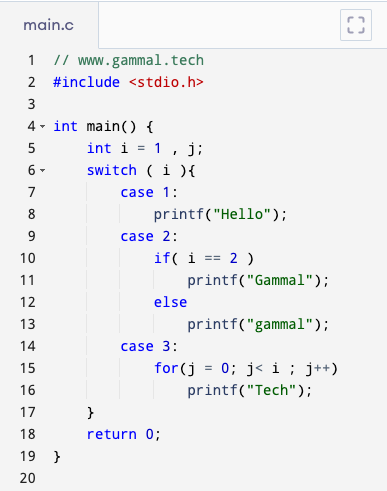 main.c
1 // www.gammal.tech
2 #include <stdio.h>
3
4 int main() {
5     int i = 1 , j;
6     switch ( i ){
7         case 1:
8             printf("Hello");
9         case 2:
10             if( i == 2 )
11                 printf("Gammal");
12             else
13                 printf("gammal");
14         case 3:
15             for(j = 0; j< i ; j++)
16                 printf("Tech");
17     }
18     return 0;
19 }
20